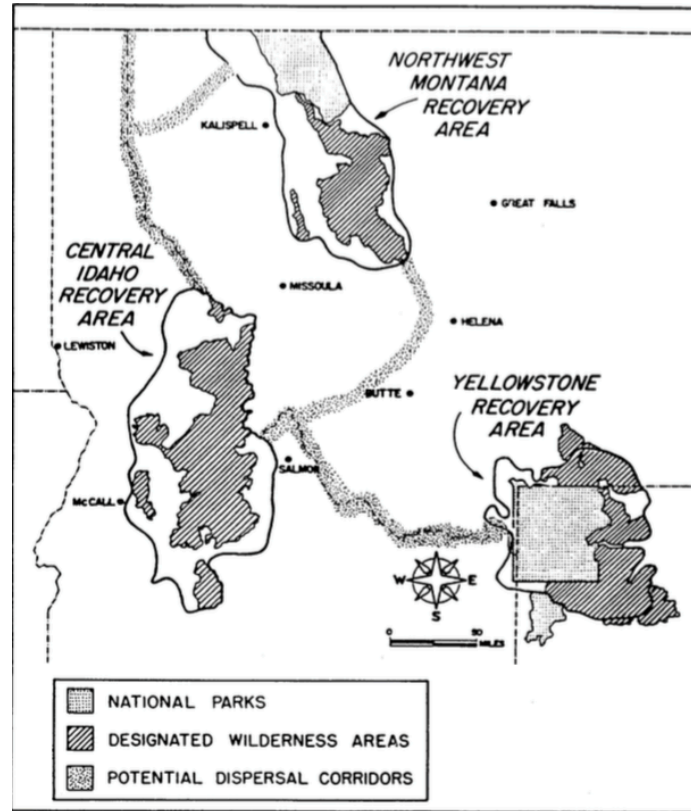 NORTHWEST
MONTANA
RECOVERY
AREA
KALISPELL
GREAT FALLS
CENTRAL
IDAHO
RECOVERY
AREA
MISSOULA
HELENA
LEWISTON
BUTTE
YELLOWSTONE
RECOVERY
AREA
SALMON
McCALL
W
E
S
0
50
MILES
NATIONAL PARKS
DESIGNATED WILDERNESS AREAS
POTENTIAL DISPERSAL CORRIDORS